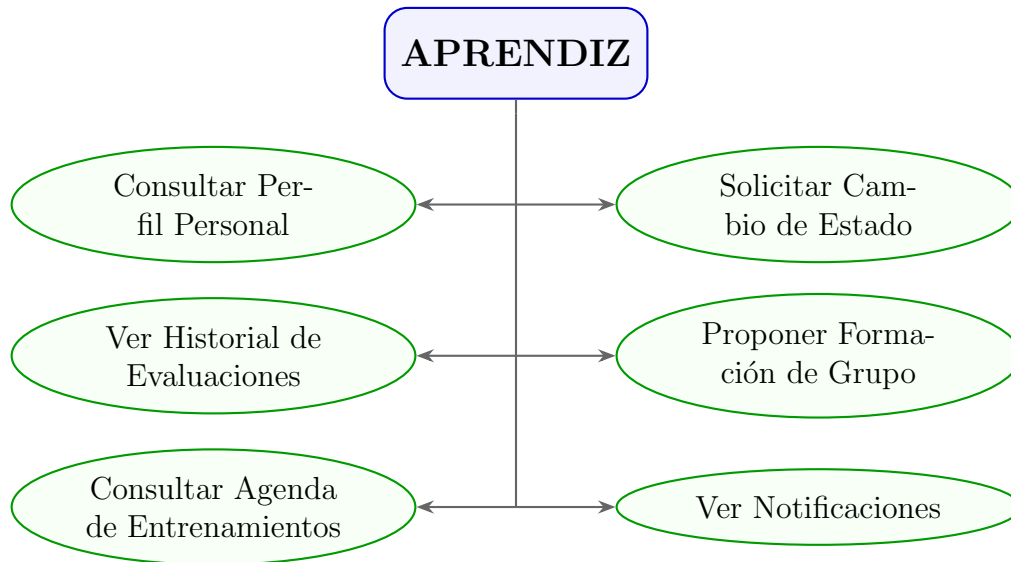 APRENDIZ
Consultar Per-
fil Personal
Solicitar Cam-
bio de Estado
Ver Historial de
Evaluaciones
Proponer Forma-
ción de Grupo
Consultar Agenda
de Entrenamientos
Ver Notificaciones